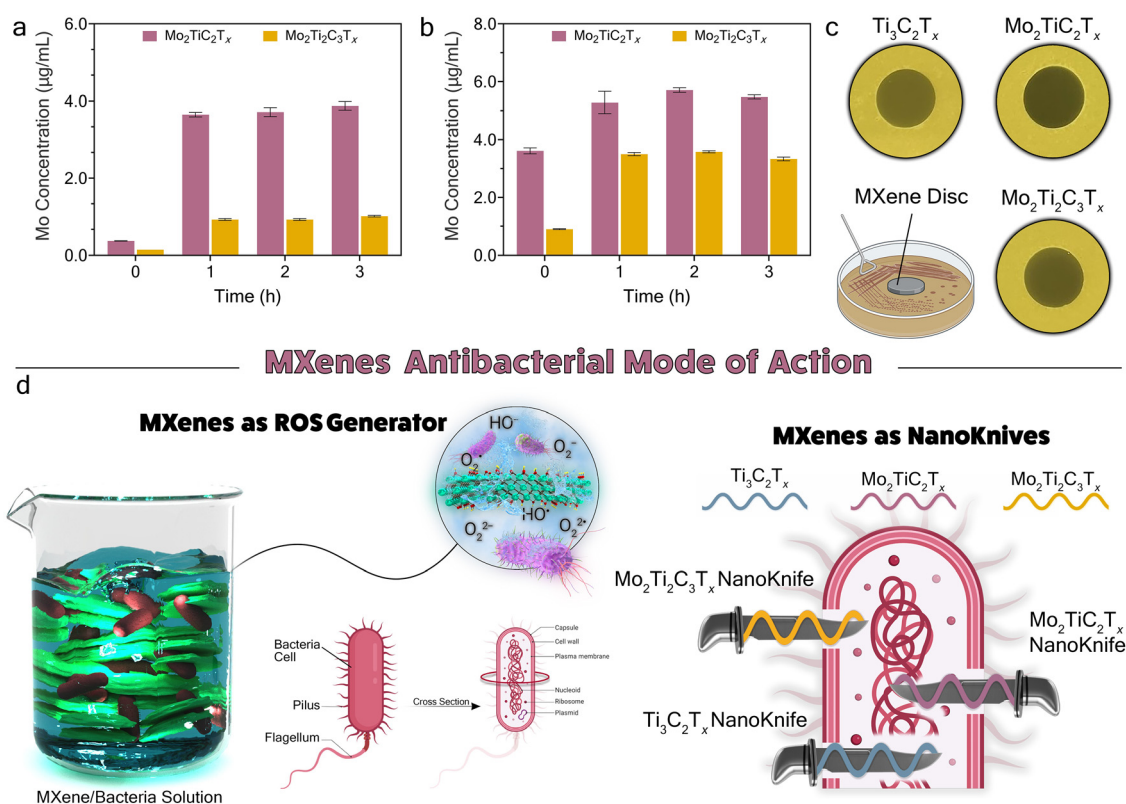 a
6.0
4.0
2.0
0.0
Mo Concentration (µg/mL)
Mo₂TiC₂Tₓ
Mo₂Ti₂C₃Tₓ
0
1
2
3
Time (h)
b
8.0
6.0
4.0
2.0
0.0
Mo Concentration (µg/mL)
Mo₂TiC₂Tₓ
Mo₂Ti₂C₃Tₓ
0
1
2
3
Time (h)
c
Ti₃C₂Tₓ
Mo₂TiC₂Tₓ
MXene Disc
Mo₂Ti₂C₃Tₓ
MXenes Antibacterial Mode of Action
d
MXenes as ROS Generator
HO⁻
O₂⁻
O₂•
HO•
O₂²⁻
O₂²•
Bacteria
Cell
Pilus
Flagellum
Cross Section
Capsule
Cell wall
Plasma membrane
Nucleoid
Ribosome
Plasmid
MXene/Bacteria Solution
MXenes as NanoKnives
Ti₃C₂Tₓ
Mo₂TiC₂Tₓ
Mo₂Ti₂C₃Tₓ
Mo₂Ti₂C₃Tₓ NanoKnife
Mo₂TiC₂Tₓ
NanoKnife
Ti₃C₂Tₓ NanoKnife